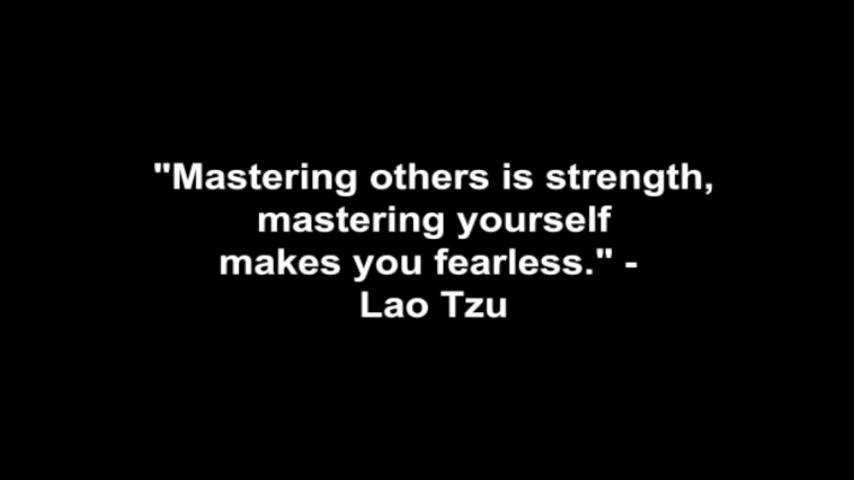 "Mastering others is strength,
mastering yourself
makes you fearless." -
Lao Tzu